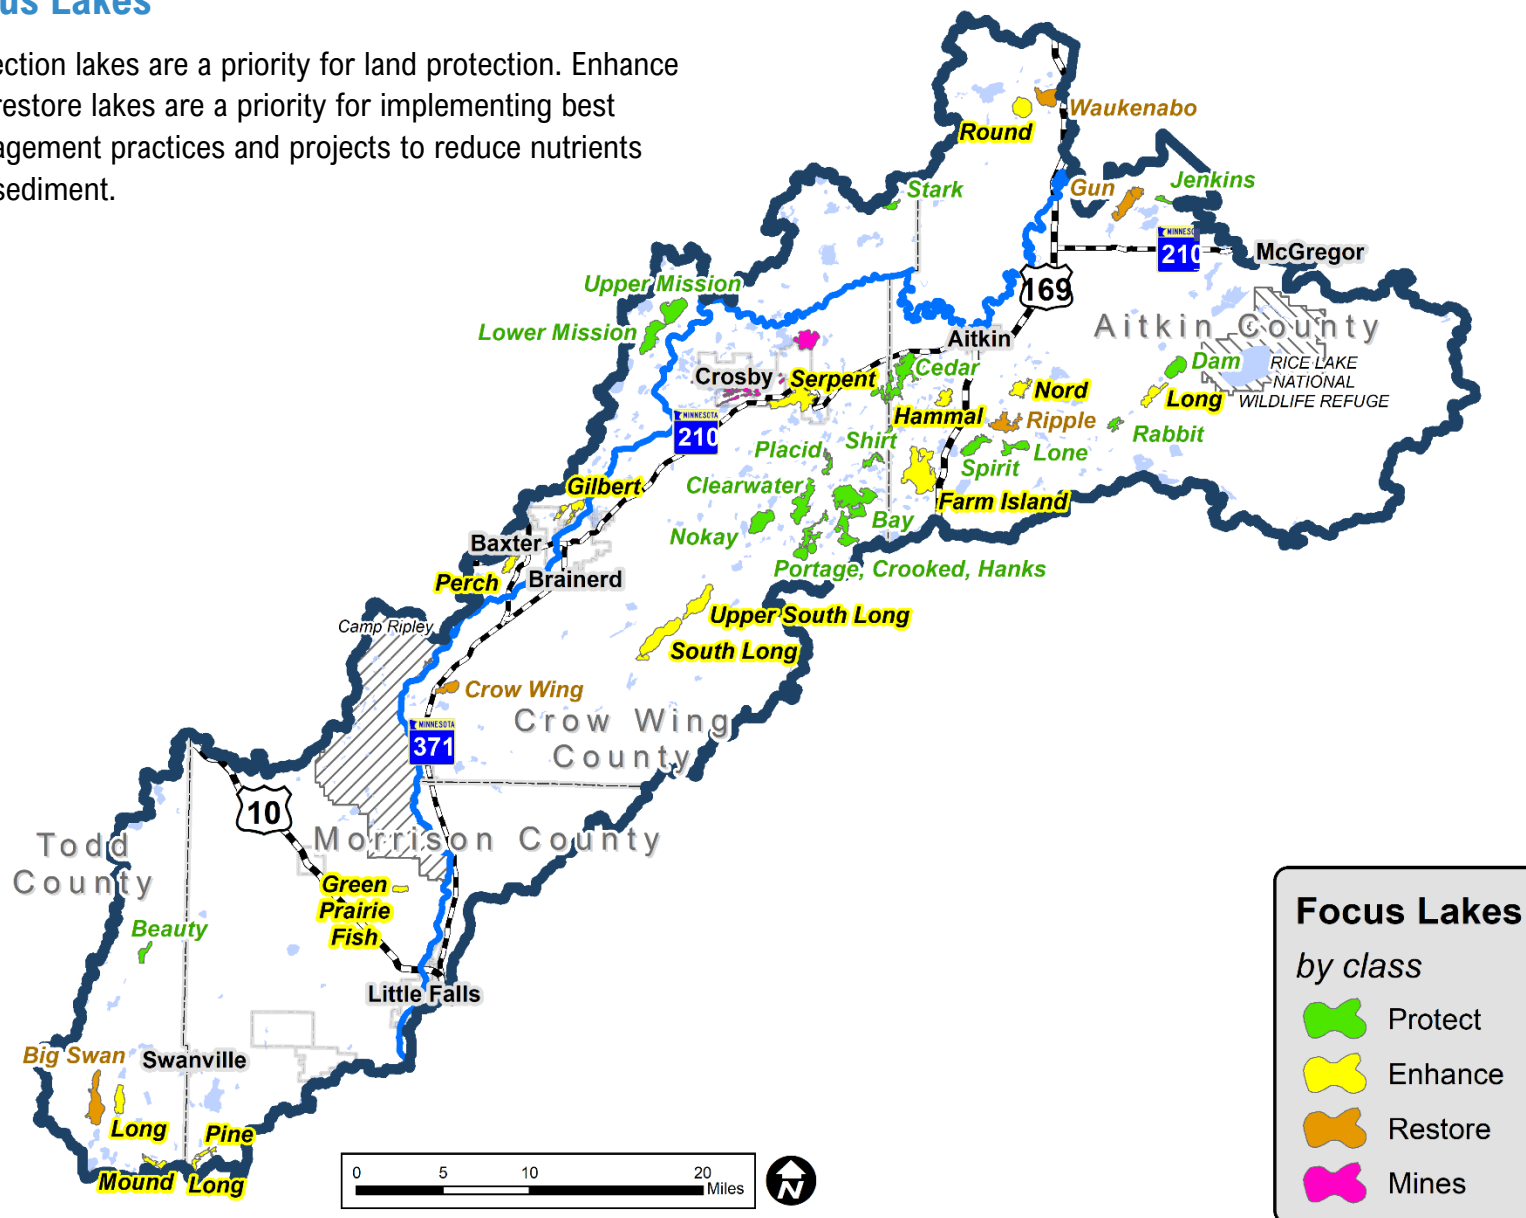 us Lakes
ection lakes are a priority for land protection. Enhance
restore lakes are a priority for implementing best
agement practices and projects to reduce nutrients
sediment.
Waukenabo
Round
Stark
Gun
Jenkins
MINNESO
210
McGregor
169
Upper Mission
Lower Mission
Aitkin County
Aitkin
Crosby
Serpent
Cedar
Dam
RICE LAKE
NATIONAL
WILDLIFE REFUGE
Nord
Long
Hammal
Ripple
MINNESOTA
210
Rabbit
Placid
Shirt
Lone
Spirit
Clearwater
Gilbert
Farm Island
Bay
Nokay
Baxter
Portage, Crooked, Hanks
Perch
Brainerd
Upper South Long
Camp Ripley
South Long
Crow Wing
Crow Wing
County
MINNESOTA
371
10
Morrison County
Todd
County
Green
Prairie
Fish
Beauty
Little Falls
Big Swan
Swanville
Long
Pine
Mound
Long
0 5 10 20
Miles
N
Focus Lakes
by class
Protect
Enhance
Restore
Mines